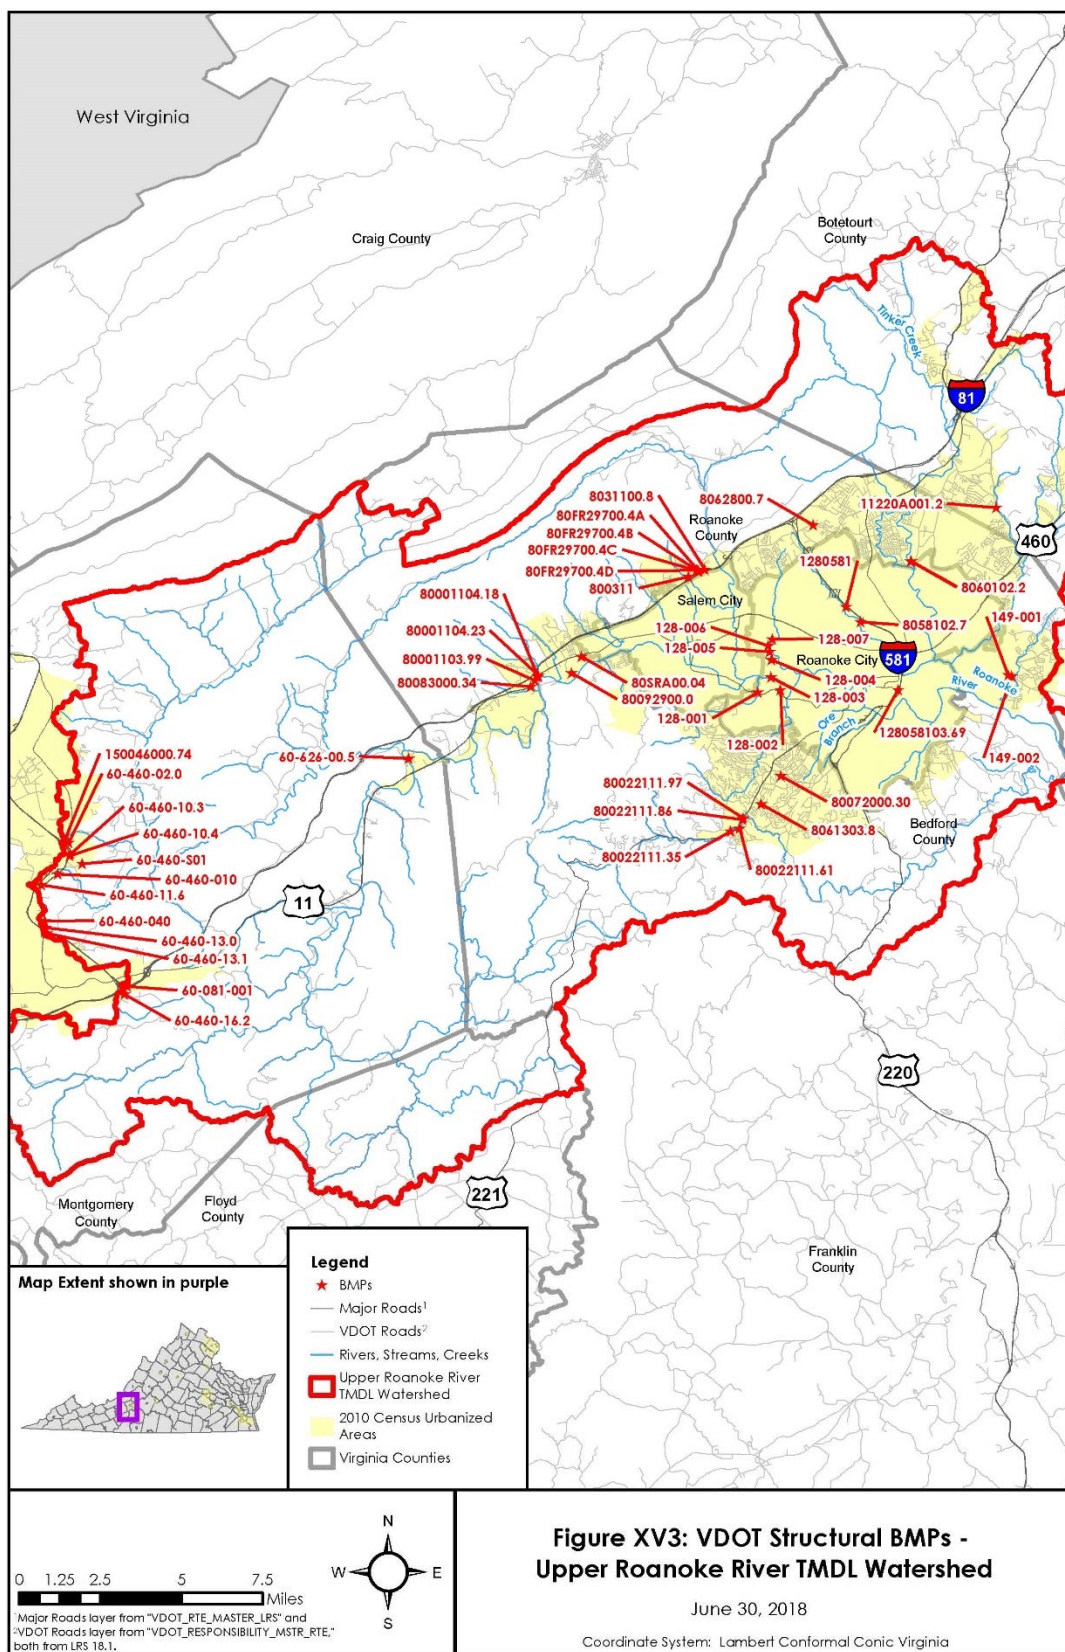 West Virginia
Craig County
Botetourt
County
Tinker Creek
81
8031100.8
8062800.7
11220A001.2
80FR29700.4A
Roanoke
County
80FR29700.4B
460
80FR29700.4C
1280581
80FR29700.4D
8060102.2
800311
80001104.18
Salem City
8058102.7
149-001
128-006
128-007
80001104.23
128-005
Roanoke City
581
80001103.99
128-004
Roanoke
River
80083000.34
80SRA00.04
128-003
80092900.0
128-001
Ore
Branch
128058103.69
128-002
149-002
150046000.74
60-626-00.5
60-460-02.0
80022111.97
80072000.30
60-460-10.3
80022111.86
8061303.8
Bedford
County
60-460-10.4
80022111.35
60-460-S01
80022111.61
60-460-010
60-460-11.6
11
60-460-040
60-460-13.0
60-460-13.1
60-081-001
60-460-16.2
220
221
Montgomery
County
Floyd
County
Franklin
County
Map Extent shown in purple
Legend
BMPs
Major Roads¹
VDOT Roads²
Rivers, Streams, Creeks
Upper Roanoke River
TMDL Watershed
2010 Census Urbanized
Areas
Virginia Counties
N
W E
S
0 1.25 2.5 5 7.5
Miles
¹Major Roads layer from "VDOT_RTE_MASTER_LRS" and
²VDOT Roads layer from "VDOT_RESPONSIBILITY_MSTR_RTE,"
both from LRS 18.1.
Figure XV3: VDOT Structural BMPs -
Upper Roanoke River TMDL Watershed
June 30, 2018
Coordinate System: Lambert Conformal Conic Virginia